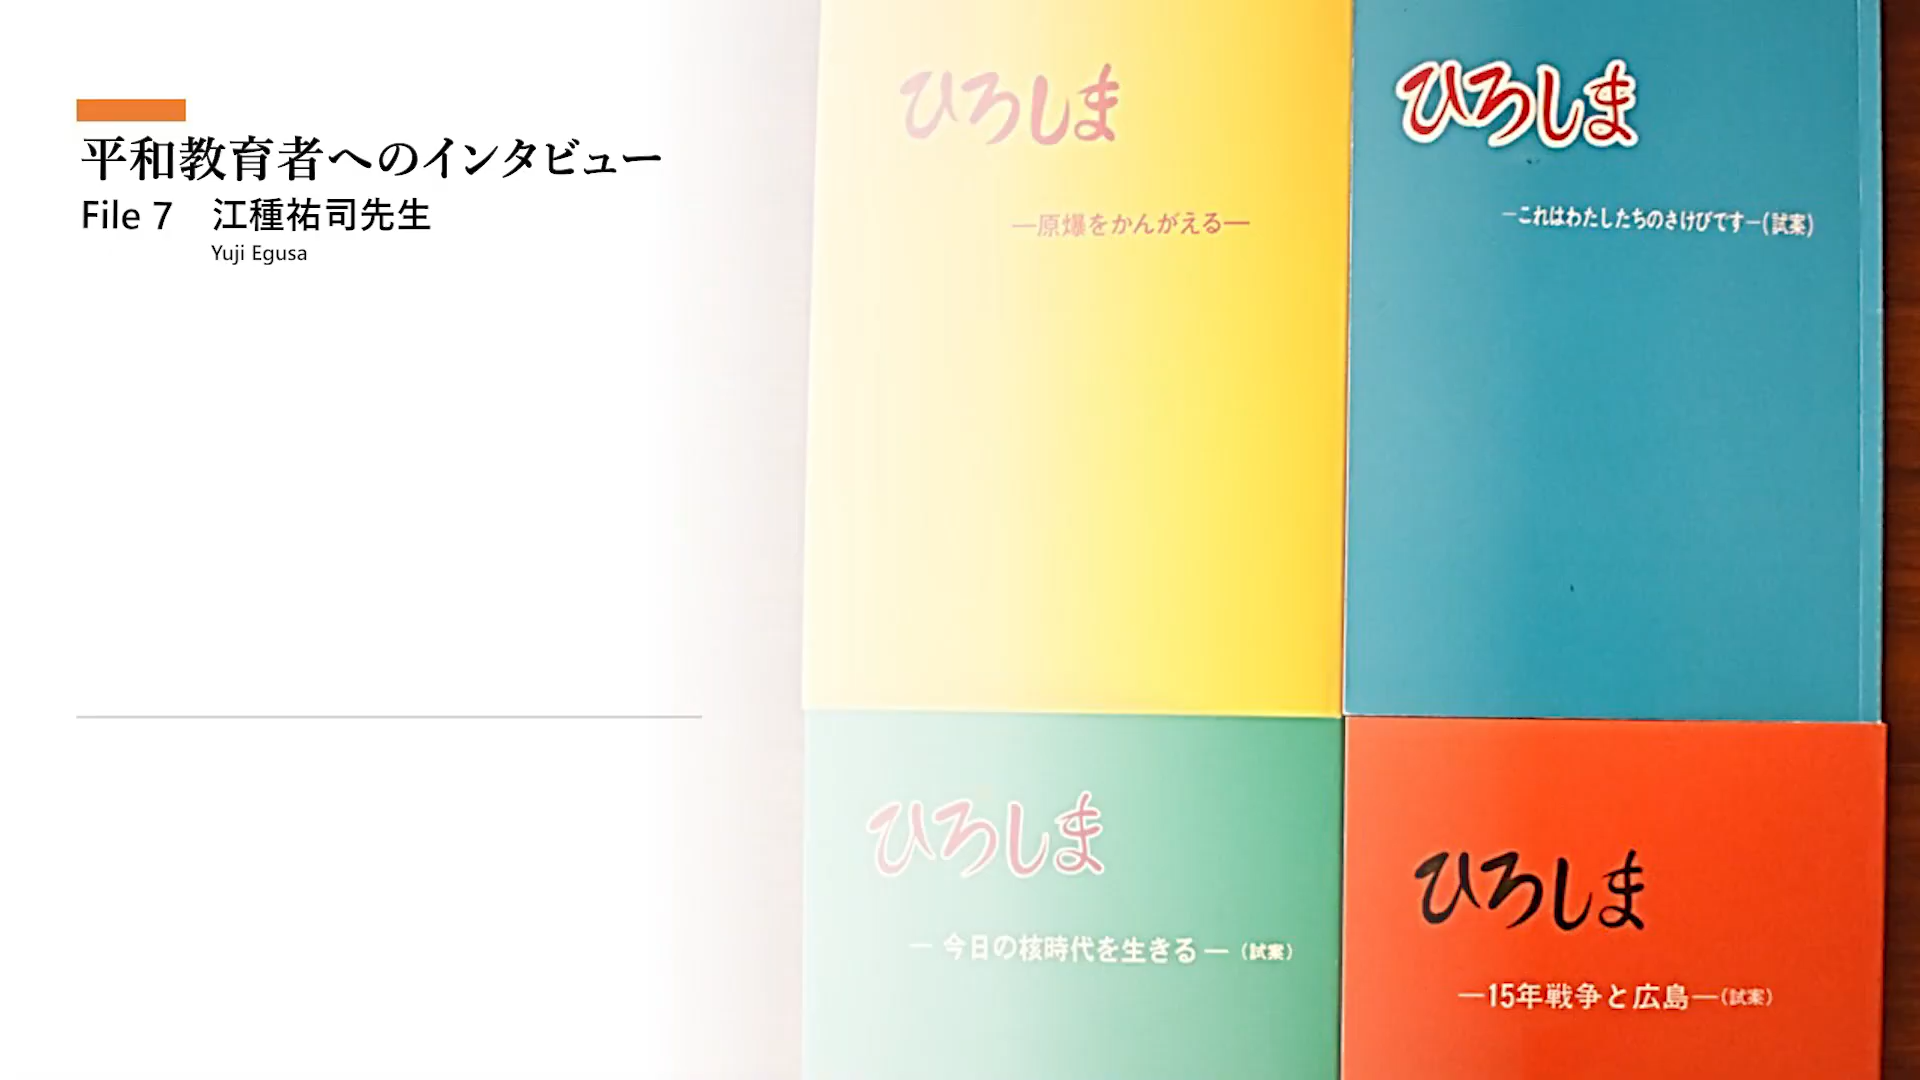 平和教育者へのインタビュー
File 7 江種祐司先生
Yuji Egusa
ひろしま
―原爆をかんがえる―
ひろしま
―これはわたしたちのさけびです―(試案)
ひろしま
― 今日の核時代を生きる ― (試案)
ひろしま
―15年戦争と広島―(試案)